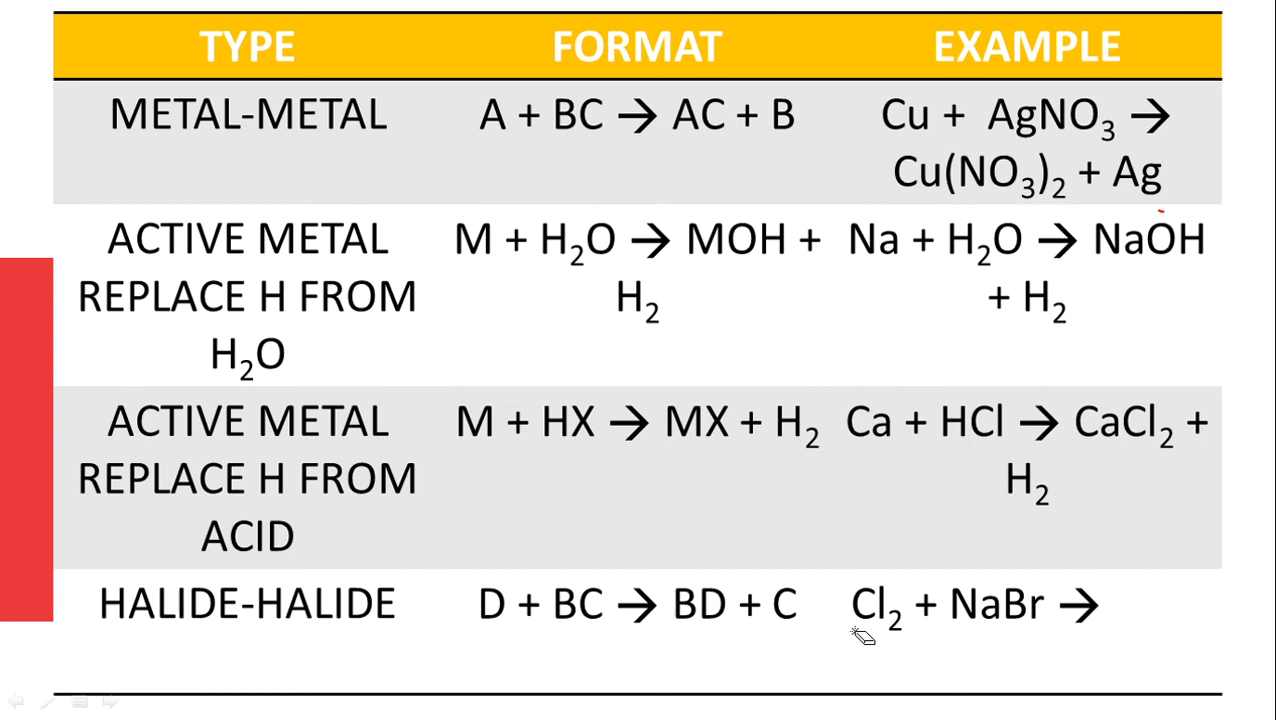 TYPE FORMAT EXAMPLE
METAL-METAL A + BC → AC + B Cu + AgNO₃ →
Cu(NO₃)₂ + Ag
ACTIVE METAL M + H₂O → MOH + Na + H₂O → NaOH
REPLACE H FROM H₂ + H₂
H₂O
ACTIVE METAL M + HX → MX + H₂ Ca + HCl → CaCl₂ +
REPLACE H FROM H₂
ACID
HALIDE-HALIDE D + BC → BD + C Cl₂ + NaBr →